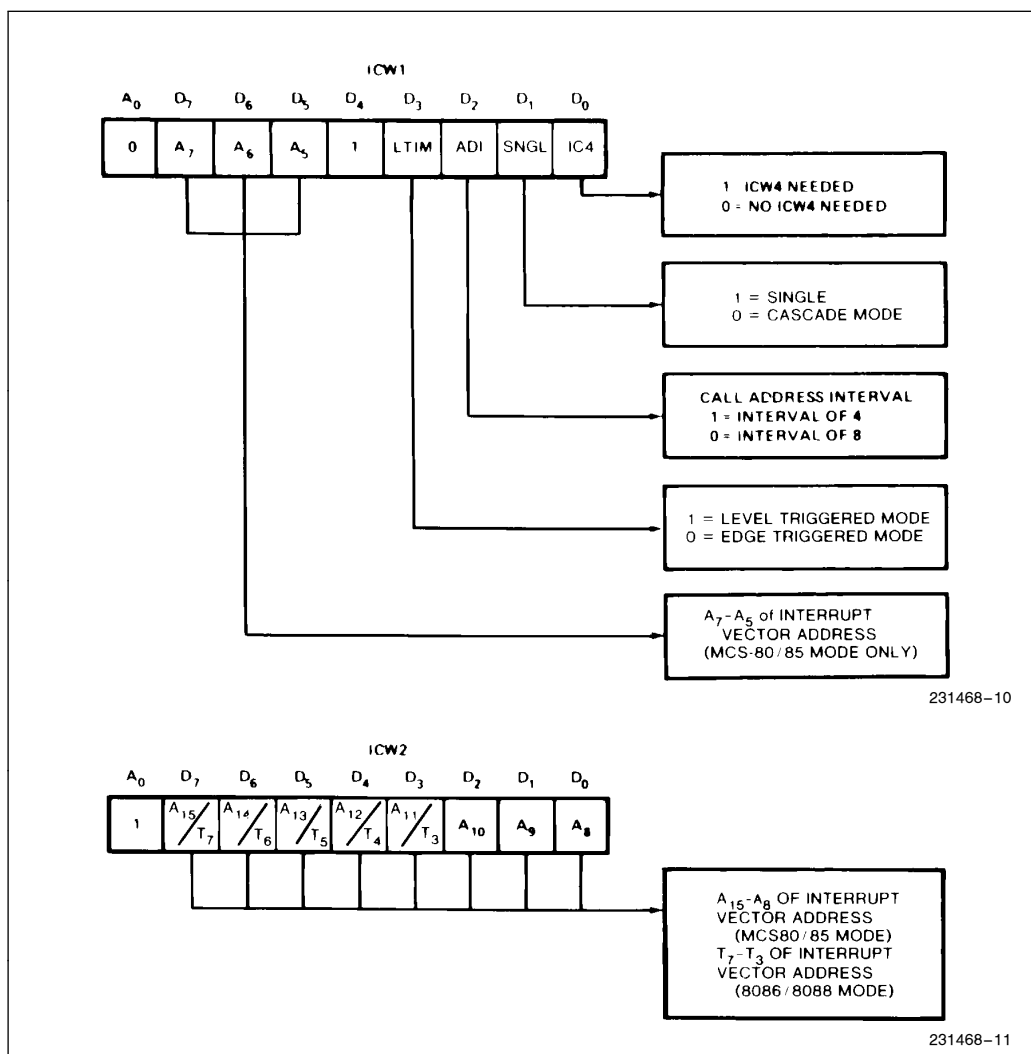 ICW1
A0 D7 D6 D5 D4 D3 D2 D1 D0
0 A7 A6 A5 1 LTIM ADI SNGL IC4
1 ICW4 NEEDED
0 = NO ICW4 NEEDED
1 = SINGLE
0 = CASCADE MODE
CALL ADDRESS INTERVAL
1 = INTERVAL OF 4
0 = INTERVAL OF 8
1 = LEVEL TRIGGERED MODE
0 = EDGE TRIGGERED MODE
A7-A5 of INTERRUPT
VECTOR ADDRESS
(MCS-80/85 MODE ONLY)
231468-10
ICW2
A0 D7 D6 D5 D4 D3 D2 D1 D0
1 A15/T7 A14/T6 A13/T5 A12/T4 A11/T3 A10 A9 A8
A15-A8 OF INTERRUPT
VECTOR ADDRESS
(MCS80/85 MODE)
T7-T3 OF INTERRUPT
VECTOR ADDRESS
(8086/8088 MODE)
231468-11